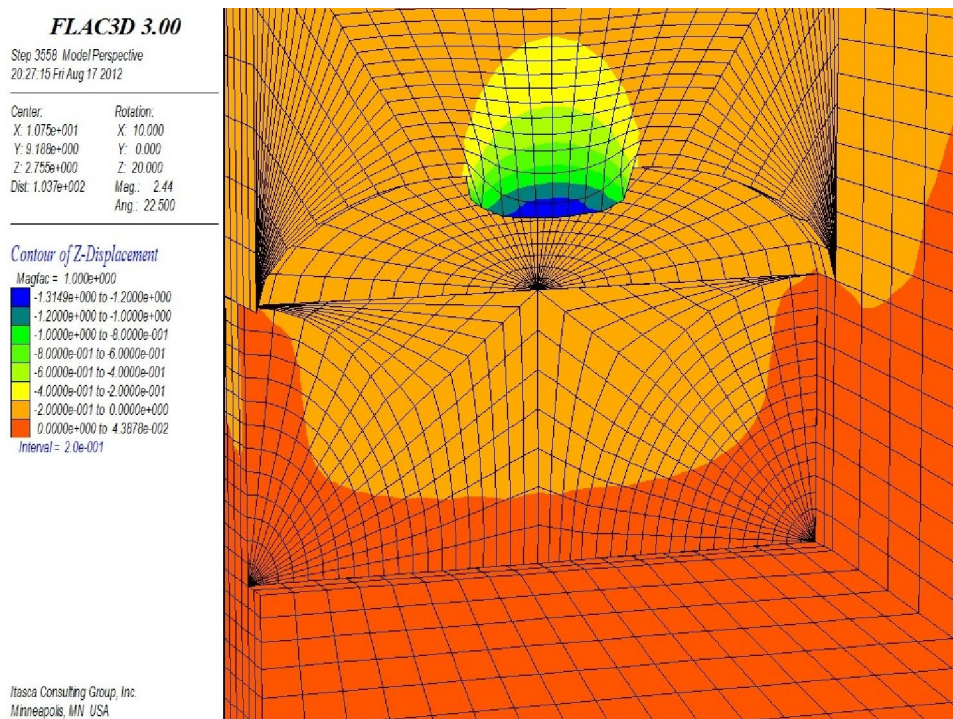 FLAC3D 3.00
Step 3558 Model Perspective
20:27:15 Fri Aug 17 2012
Center: Rotation:
X: 1.075e+001 X: 10.000
Y: 9.188e+000 Y: 0.000
Z: 2.755e+000 Z: 20.000
Dist: 1.037e+002 Mag.: 2.44
Ang.: 22.500
Contour of Z-Displacement
Magfac = 1.000e+000
-1.3149e+000 to -1.2000e+000
-1.2000e+000 to -1.0000e+000
-1.0000e+000 to -8.0000e-001
-8.0000e-001 to -6.0000e-001
-6.0000e-001 to -4.0000e-001
-4.0000e-001 to -2.0000e-001
-2.0000e-001 to 0.0000e+000
0.0000e+000 to 4.3878e-002
Interval = 2.0e-001
Itasca Consulting Group, Inc.
Minneapolis, MN USA